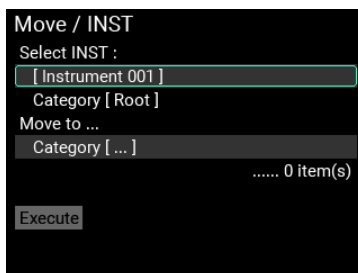 Move / INST
Select INST :
[ Instrument 001 ]
Category [ Root ]
Move to ...
Category [ ... ]
...... 0 item(s)
Execute